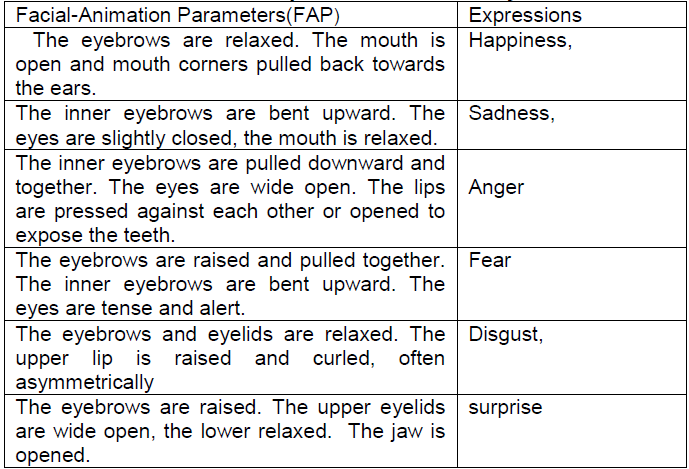 Facial-Animation Parameters(FAP) Expressions
The eyebrows are relaxed. The mouth is Happiness,
open and mouth corners pulled back towards
the ears.
The inner eyebrows are bent upward. The Sadness,
eyes are slightly closed, the mouth is relaxed.
The inner eyebrows are pulled downward and
together. The eyes are wide open. The lips Anger
are pressed against each other or opened to
expose the teeth.
The eyebrows are raised and pulled together. Fear
The inner eyebrows are bent upward. The
eyes are tense and alert.
The eyebrows and eyelids are relaxed. The Disgust,
upper lip is raised and curled, often
asymmetrically
The eyebrows are raised. The upper eyelids surprise
are wide open, the lower relaxed. The jaw is
opened.